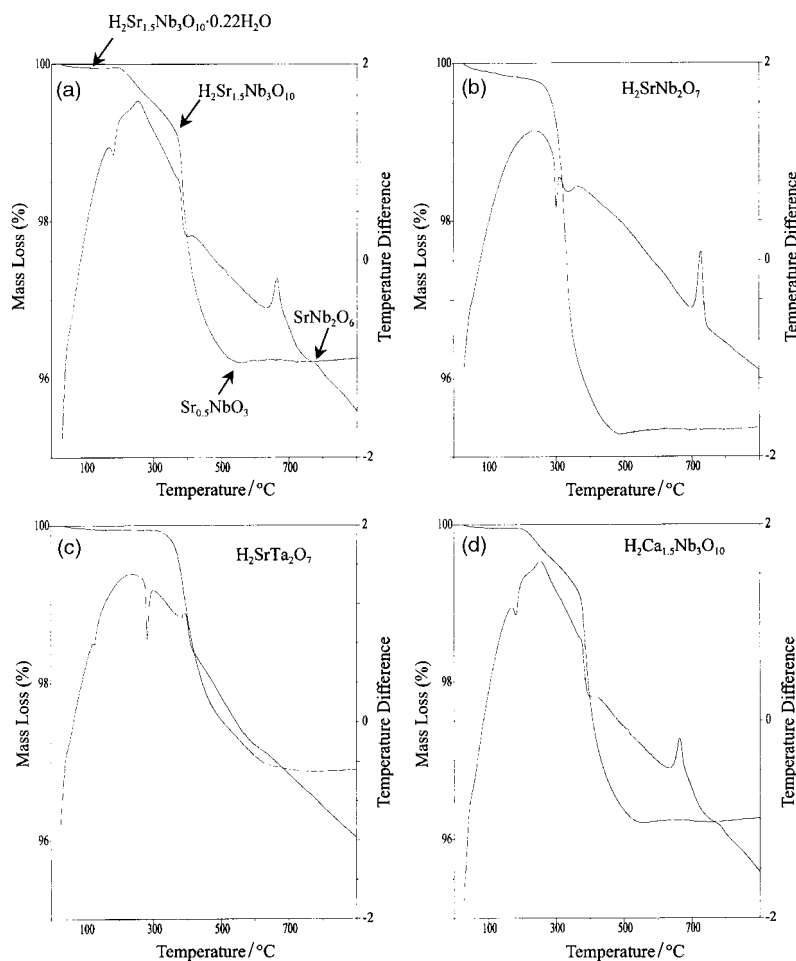 H₂Sr₁.₅Nb₃O₁₀·0.22H₂O
100
2
(a)
H₂Sr₁.₅Nb₃O₁₀
98
0
SrNb₂O₆
96
Sr₀.₅NbO₃
-2
100 300 500 700
Mass Loss (%)
Temperature Difference
Temperature/°C
100
2
(b)
H₂SrNb₂O₇
98
0
96
-2
100 300 500 700
Mass Loss (%)
Temperature Difference
Temperature/°C
100
2
(c)
H₂SrTa₂O₇
98
0
96
-2
100 300 500 700
Mass Loss (%)
Temperature Difference
Temperature/°C
100
2
(d)
H₂Ca₁.₅Nb₃O₁₀
98
0
96
-2
100 300 500 700
Mass Loss (%)
Temperature Difference
Temperature/°C